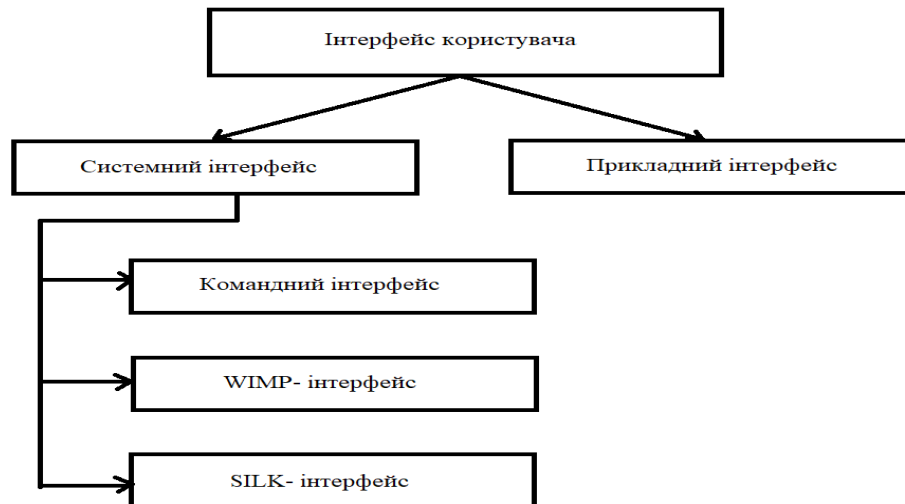 Інтерфейс користувача
Системний інтерфейс
Прикладний інтерфейс
Командний інтерфейс
WIMP- інтерфейс
SILK- інтерфейс